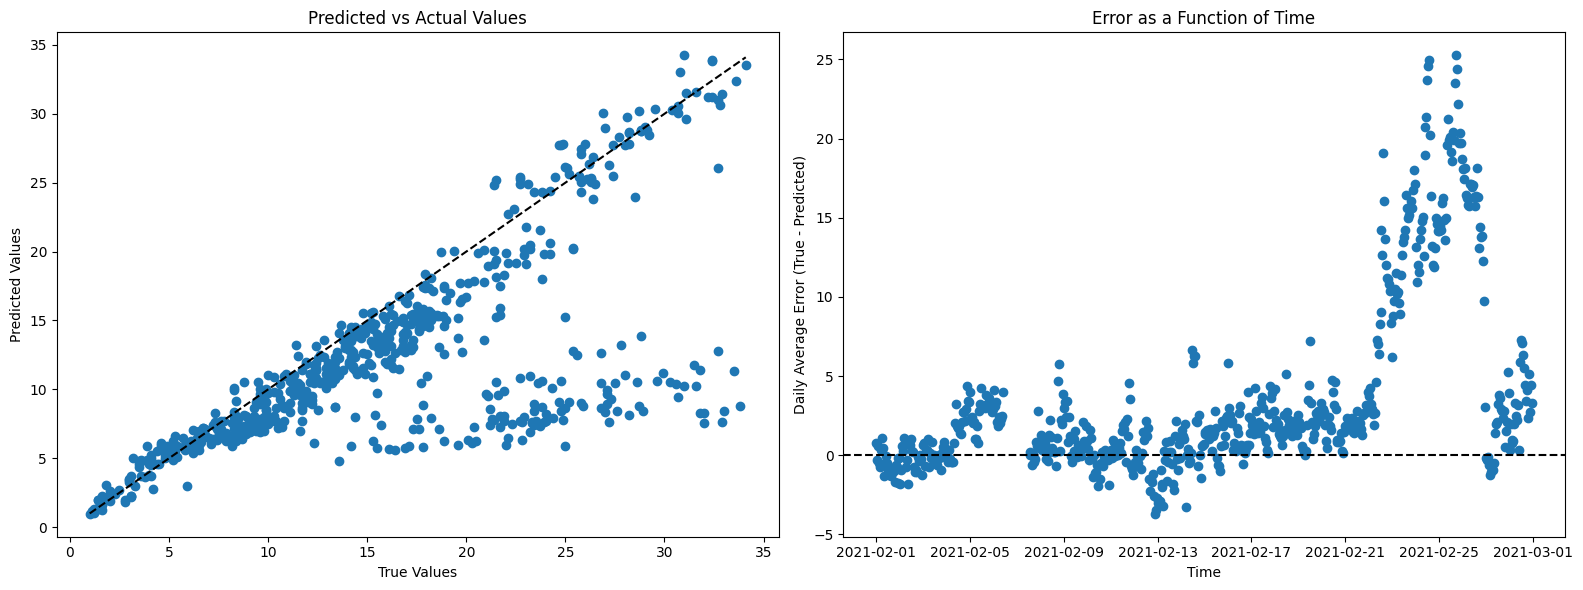 Predicted vs Actual Values
35
30
25
20
15
10
5
0
Predicted Values
0 5 10 15 20 25 30 35
True Values
Error as a Function of Time
25
20
15
10
5
0
−5
Daily Average Error (True - Predicted)
2021-02-01 2021-02-05 2021-02-09 2021-02-13 2021-02-17 2021-02-21 2021-02-25 2021-03-01
Time